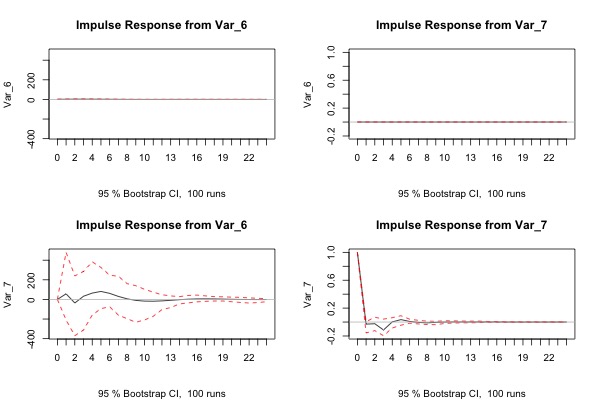 Impulse Response from Var_6
Var_6
200
0
-400
0 2 4 6 8 10 13 16 19 22
95 % Bootstrap CI, 100 runs
Impulse Response from Var_7
Var_6
1.0
0.6
0.2
-0.2
0 2 4 6 8 10 13 16 19 22
95 % Bootstrap CI, 100 runs
Impulse Response from Var_6
Var_7
200
0
-400
0 2 4 6 8 10 13 16 19 22
95 % Bootstrap CI, 100 runs
Impulse Response from Var_7
Var_7
1.0
0.6
0.2
-0.2
0 2 4 6 8 10 13 16 19 22
95 % Bootstrap CI, 100 runs